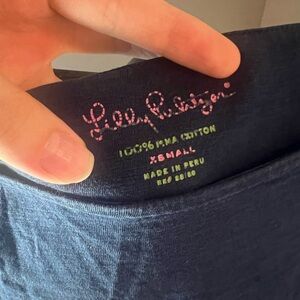 Lilly Pulitzer
100% PIMA COTTON
XSMALL
MADE IN PERU